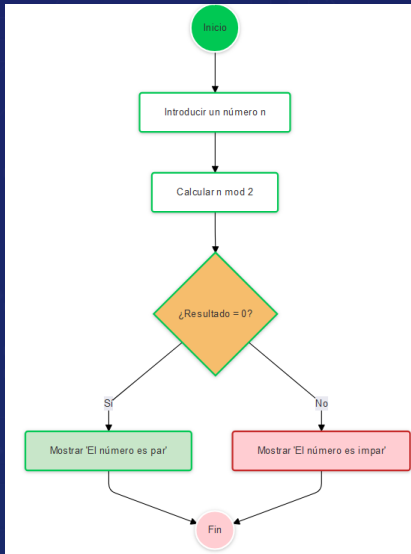 Inicio
Introducir un número n
Calcular n mod 2
¿Resultado = 0?
Sí
No
Mostrar 'El número es par'
Mostrar 'El número es impar'
Fin